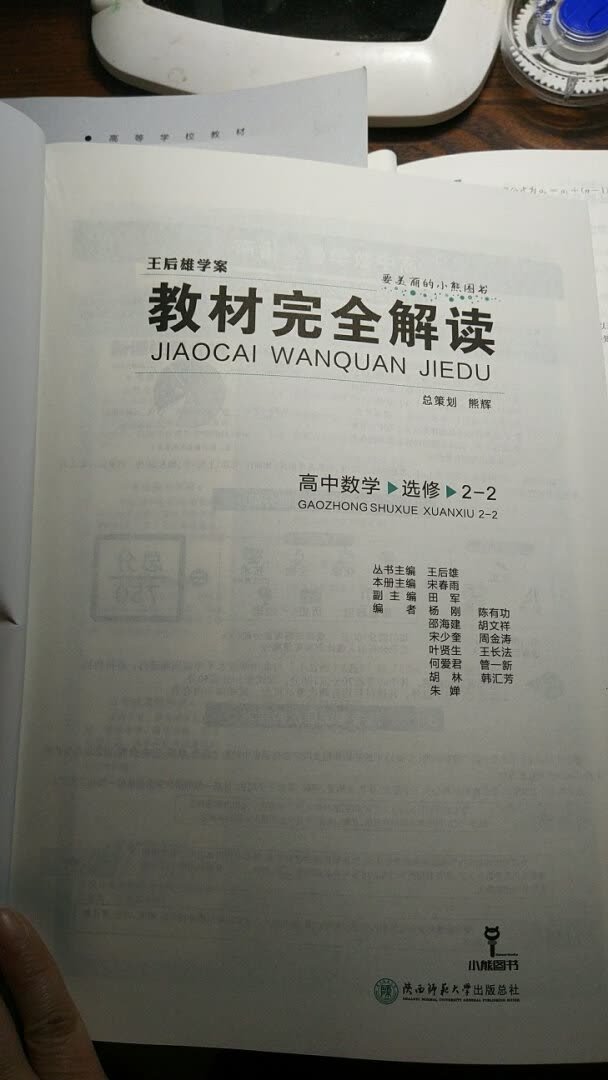 ● 高等学校教材
王后雄学案
要美丽的小熊图书
教材完全解读
JIAOCAI WANQUAN JIEDU
总策划 熊辉
高中数学▶选修▶2-2
GAOZHONG SHUXUE XUANXIU 2-2
丛书主编 王后雄
本册主编 宋春雨
副主编 田军
编者 杨刚 陈有功
邵海建 胡文祥
宋少奎 周金涛
叶贤生 王长法
何爱君 管一新
胡林 韩汇芳
朱婵
小熊图书
陕西师范大学出版总社